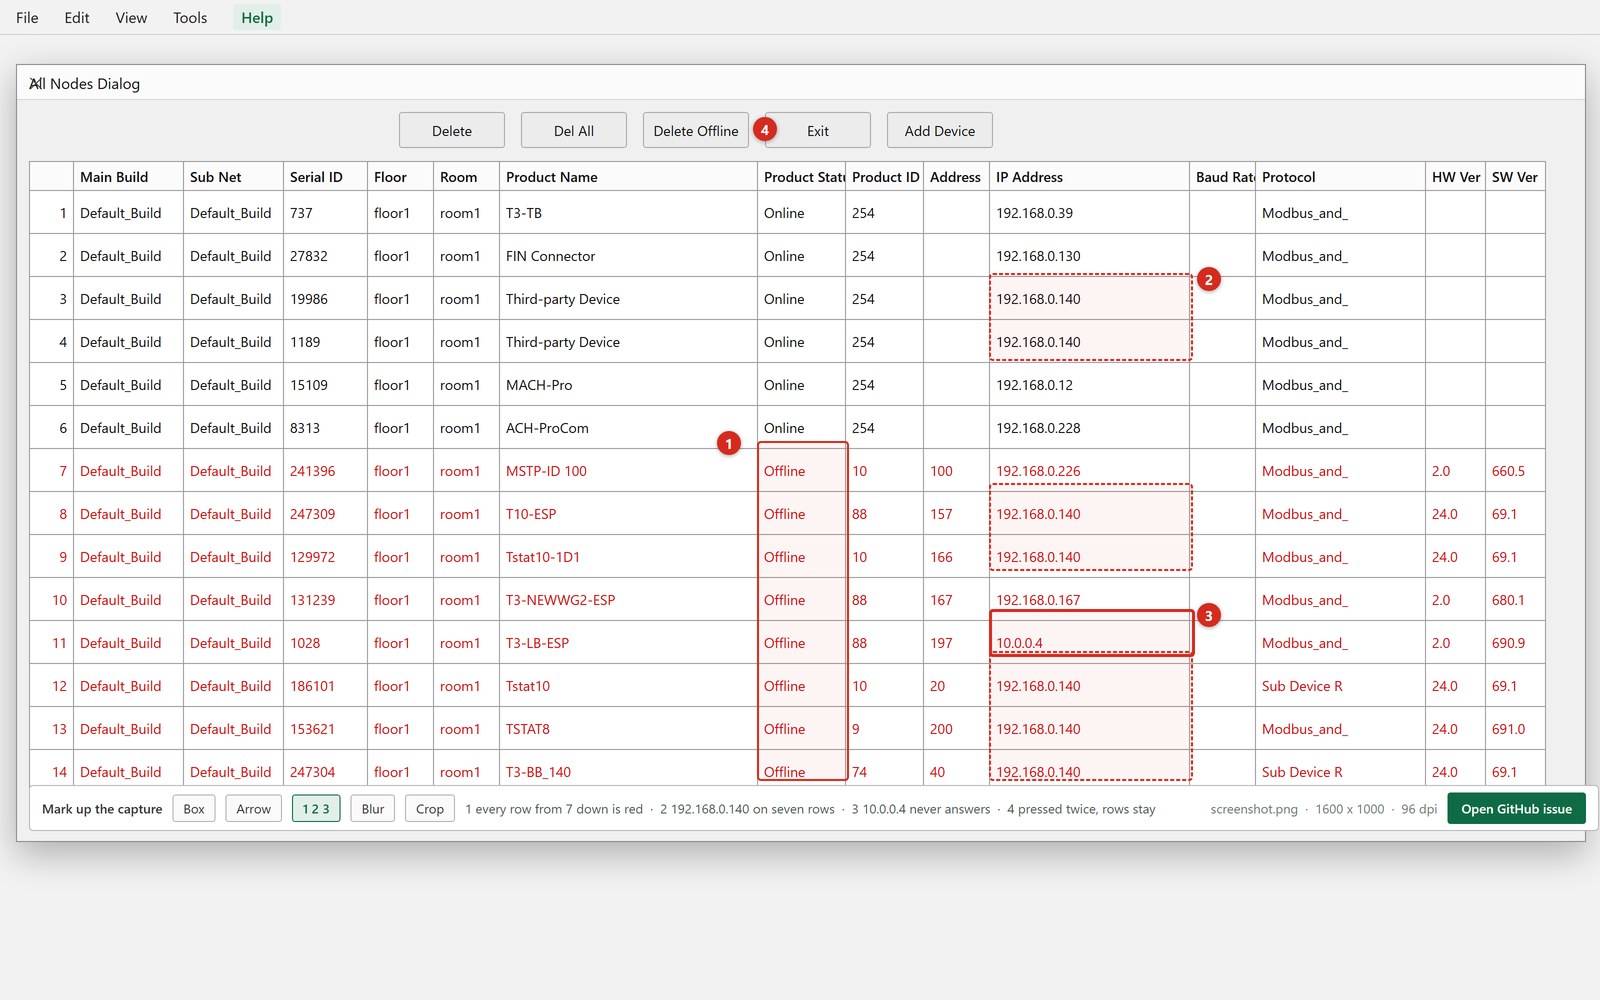 File Edit View Tools Help
All Nodes Dialog
Delete Del All Delete Offline 4 Exit Add Device
Main Build Sub Net Serial ID Floor Room Product Name Product Statu Product ID Address IP Address Baud Rate Protocol HW Ver SW Ver
1 Default_Build Default_Build 737 floor1 room1 T3-TB Online 254 192.168.0.39 Modbus_and_
2 Default_Build Default_Build 27832 floor1 room1 FIN Connector Online 254 192.168.0.130 Modbus_and_
2
3 Default_Build Default_Build 19986 floor1 room1 Third-party Device Online 254 192.168.0.140 Modbus_and_
4 Default_Build Default_Build 1189 floor1 room1 Third-party Device Online 254 192.168.0.140 Modbus_and_
5 Default_Build Default_Build 15109 floor1 room1 MACH-Pro Online 254 192.168.0.12 Modbus_and_
6 Default_Build Default_Build 8313 floor1 room1 ACH-ProCom Online 254 192.168.0.228 Modbus_and_
1
7 Default_Build Default_Build 241396 floor1 room1 MSTP-ID 100 Offline 10 100 192.168.0.226 Modbus_and_ 2.0 660.5
8 Default_Build Default_Build 247309 floor1 room1 T10-ESP Offline 88 157 192.168.0.140 Modbus_and_ 24.0 69.1
9 Default_Build Default_Build 129972 floor1 room1 Tstat10-1D1 Offline 10 166 192.168.0.140 Modbus_and_ 24.0 69.1
10 Default_Build Default_Build 131239 floor1 room1 T3-NEWWG2-ESP Offline 88 167 192.168.0.167 Modbus_and_ 2.0 680.1
3
11 Default_Build Default_Build 1028 floor1 room1 T3-LB-ESP Offline 88 197 10.0.0.4 Modbus_and_ 2.0 690.9
12 Default_Build Default_Build 186101 floor1 room1 Tstat10 Offline 10 20 192.168.0.140 Sub Device R 24.0 69.1
13 Default_Build Default_Build 153621 floor1 room1 TSTAT8 Offline 9 200 192.168.0.140 Modbus_and_ 24.0 691.0
14 Default_Build Default_Build 247304 floor1 room1 T3-BB_140 Offline 74 40 192.168.0.140 Sub Device R 24.0 69.1
Mark up the capture Box Arrow 1 2 3 Blur Crop 1 every row from 7 down is red · 2 192.168.0.140 on seven rows · 3 10.0.0.4 never answers · 4 pressed twice, rows stay screenshot.png · 1600 x 1000 · 96 dpi Open GitHub issue